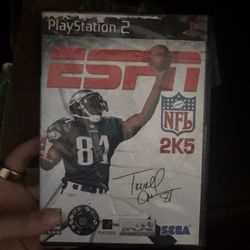 PlayStation 2
ESPN
NFL
2K5
81
SEGA